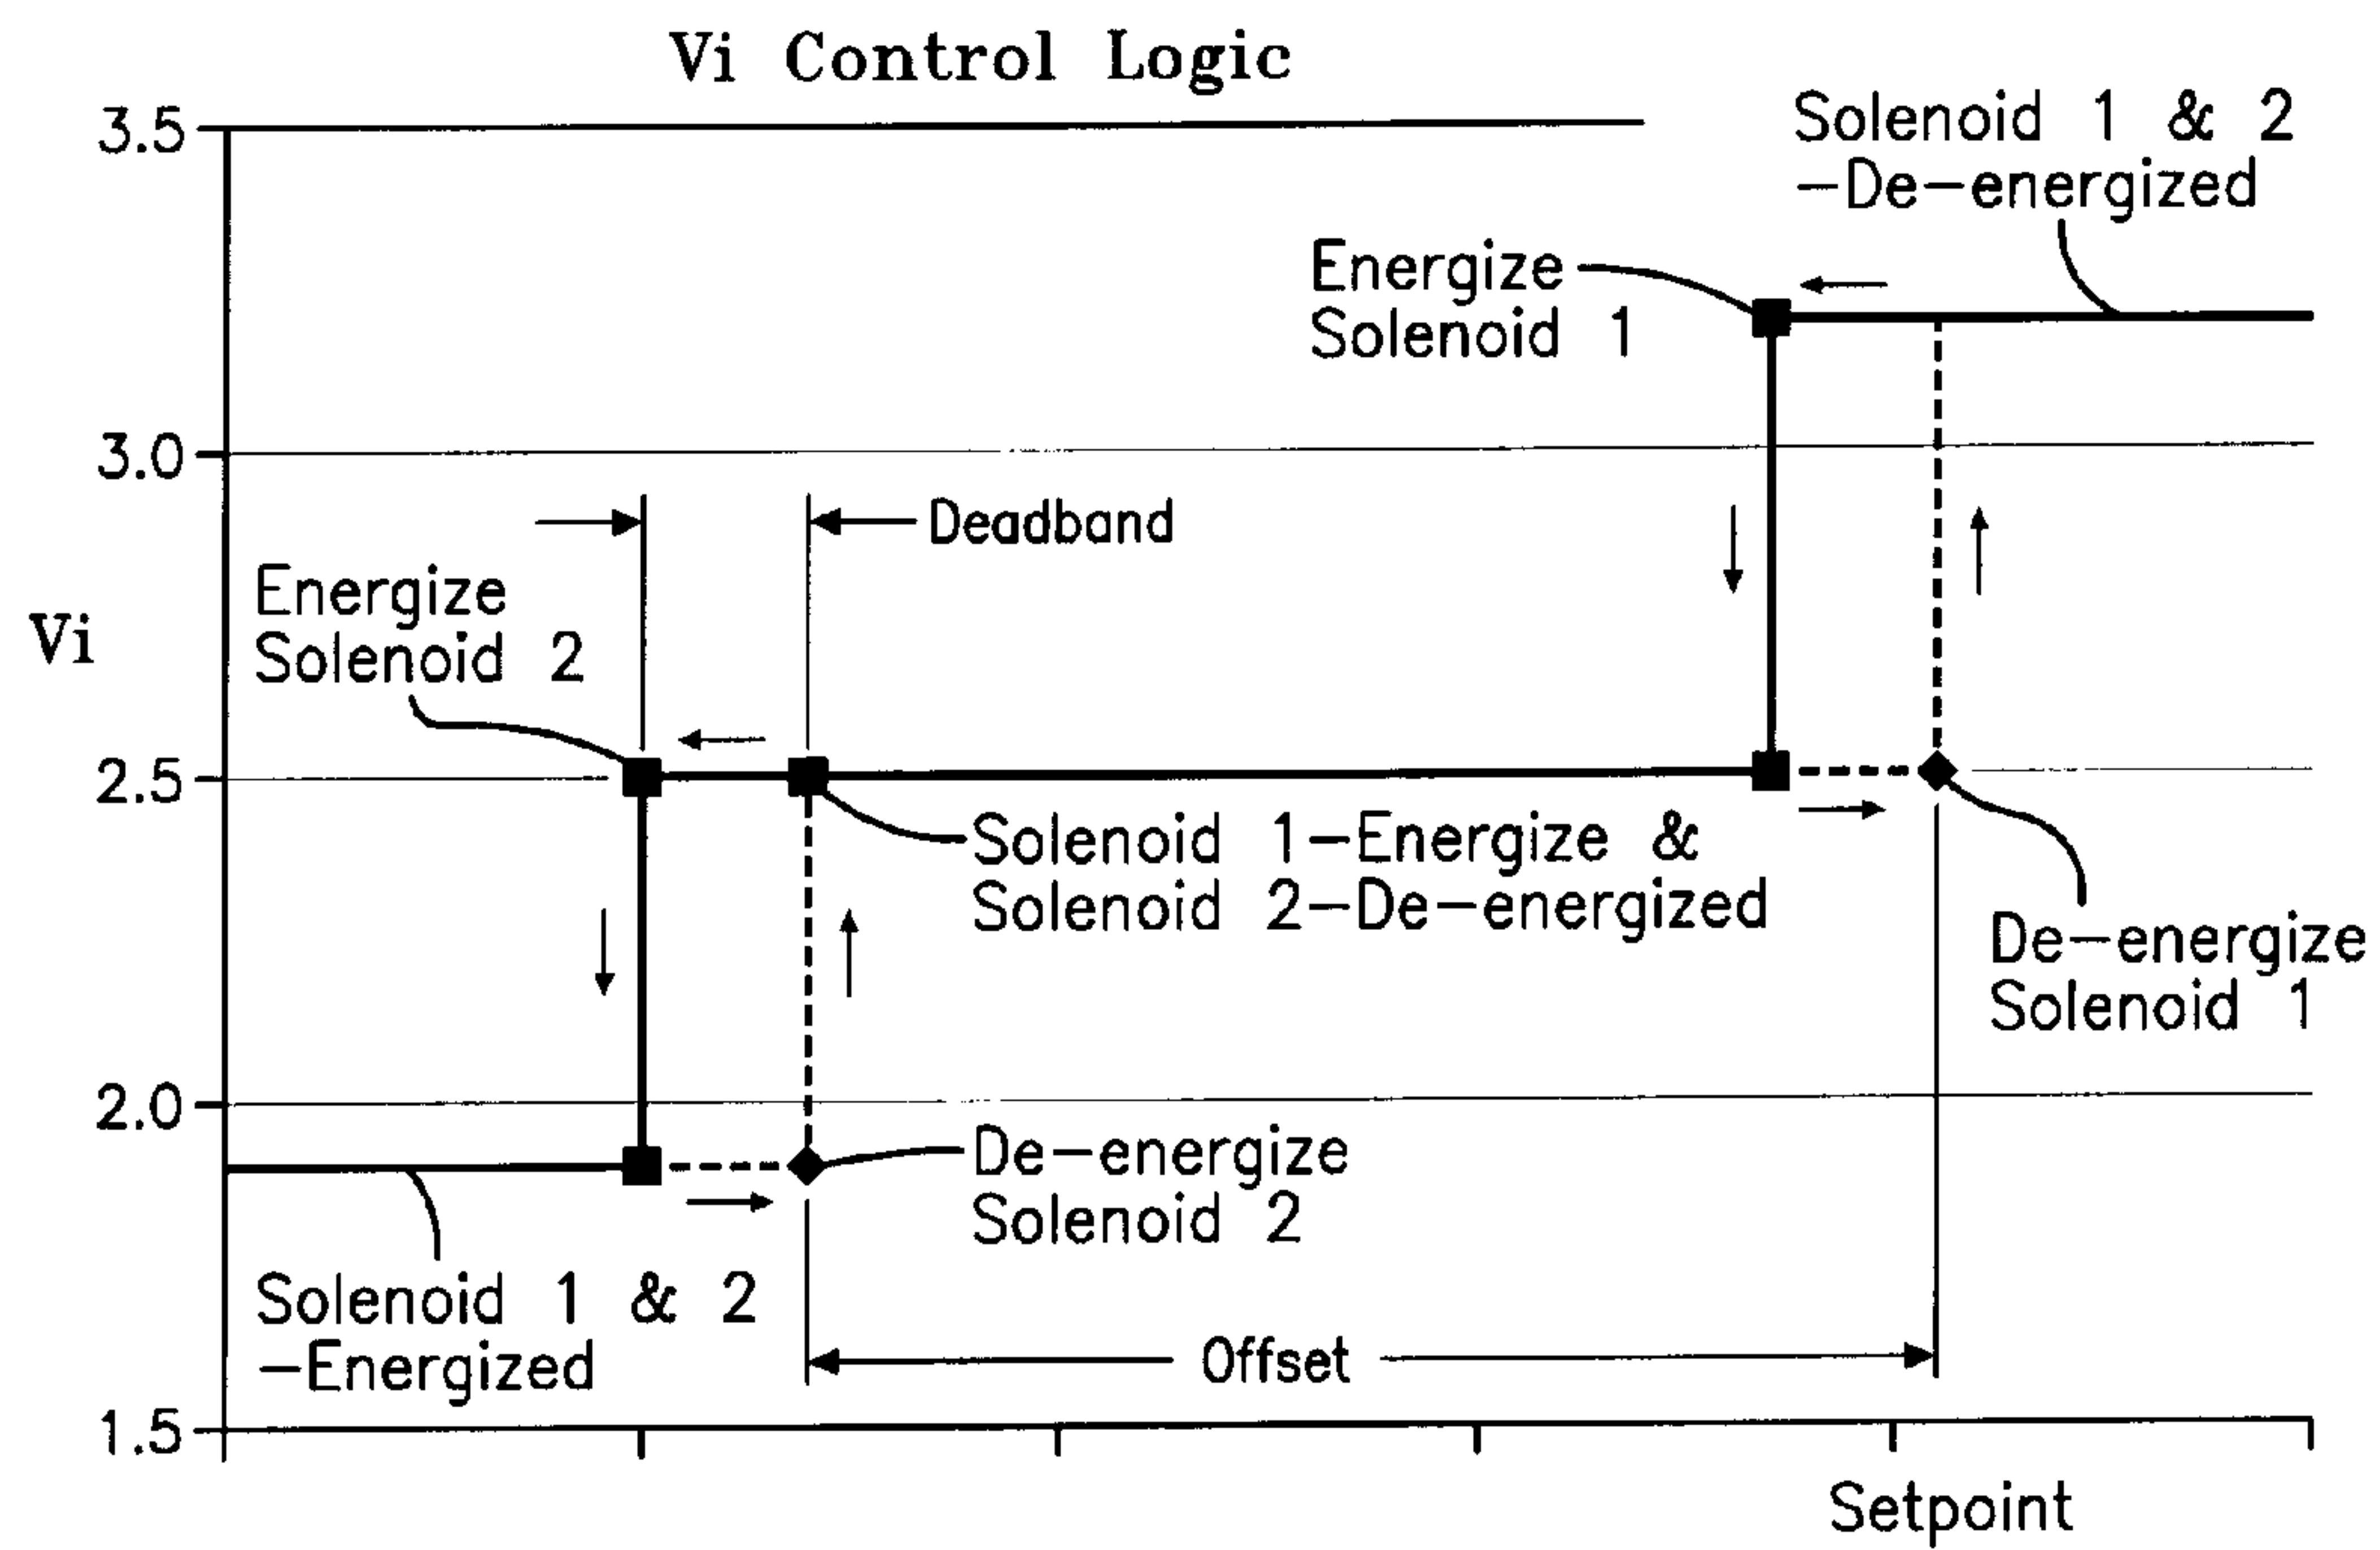 Vi Control Logic
3.5
Solenoid 1 & 2
-De-energized
Energize
Solenoid 1
3.0
Deadband
Energize
Solenoid 2
Vi
2.5
Solenoid 1-Energize &
Solenoid 2-De-energized
De-energize
Solenoid 1
2.0
De-energize
Solenoid 2
Solenoid 1 & 2
-Energized
Offset
1.5
Setpoint